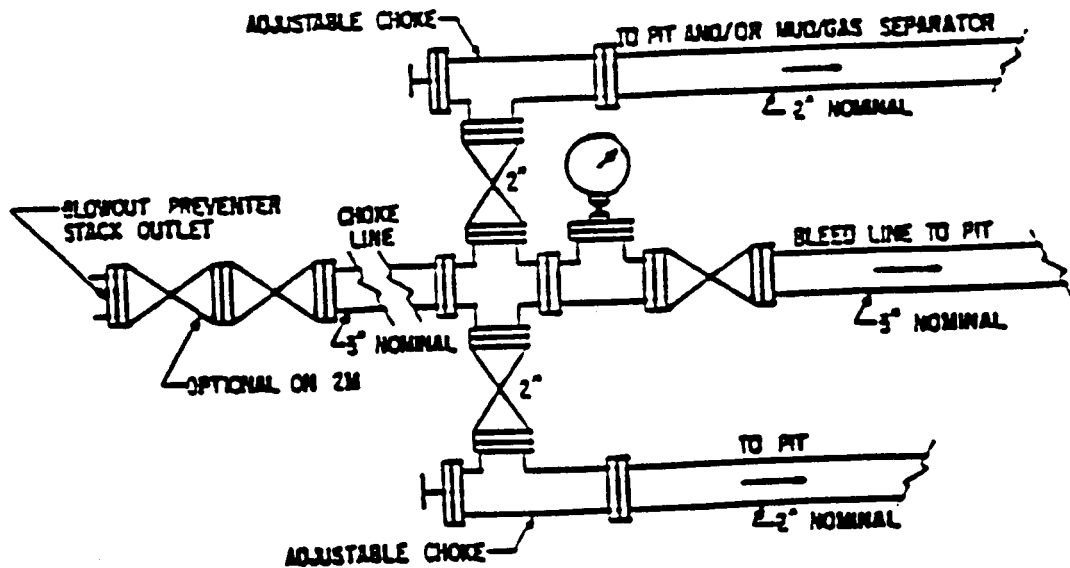 ADJUSTABLE CHOKE
TO PIT AND/OR MUD/GAS SEPARATOR
2" NOMINAL
2"
BLOWOUT PREVENTER
STACK OUTLET
CHOKE
LINE
BLEED LINE TO PIT
3" NOMINAL
3" NOMINAL
OPTIONAL ON 2M
2"
TO PIT
2" NOMINAL
ADJUSTABLE CHOKE